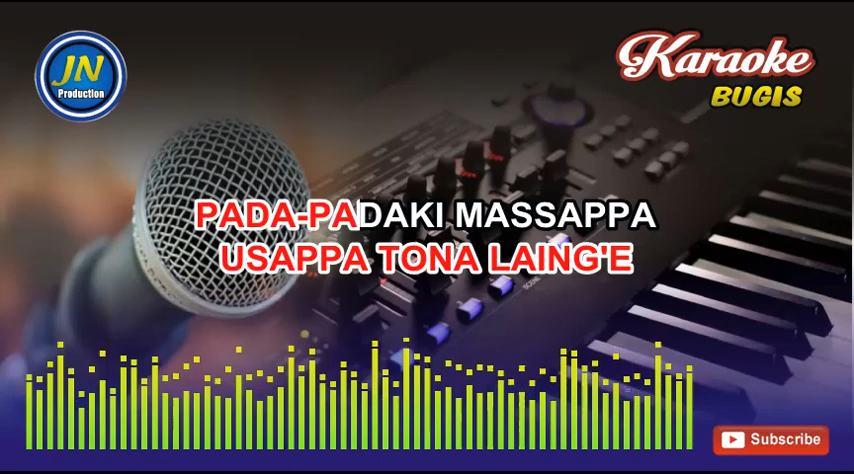 JN
Production
Karaoke
BUGIS
PADA-PADAKI MASSAPPA
USAPPA TONA LAING'E
Subscribe